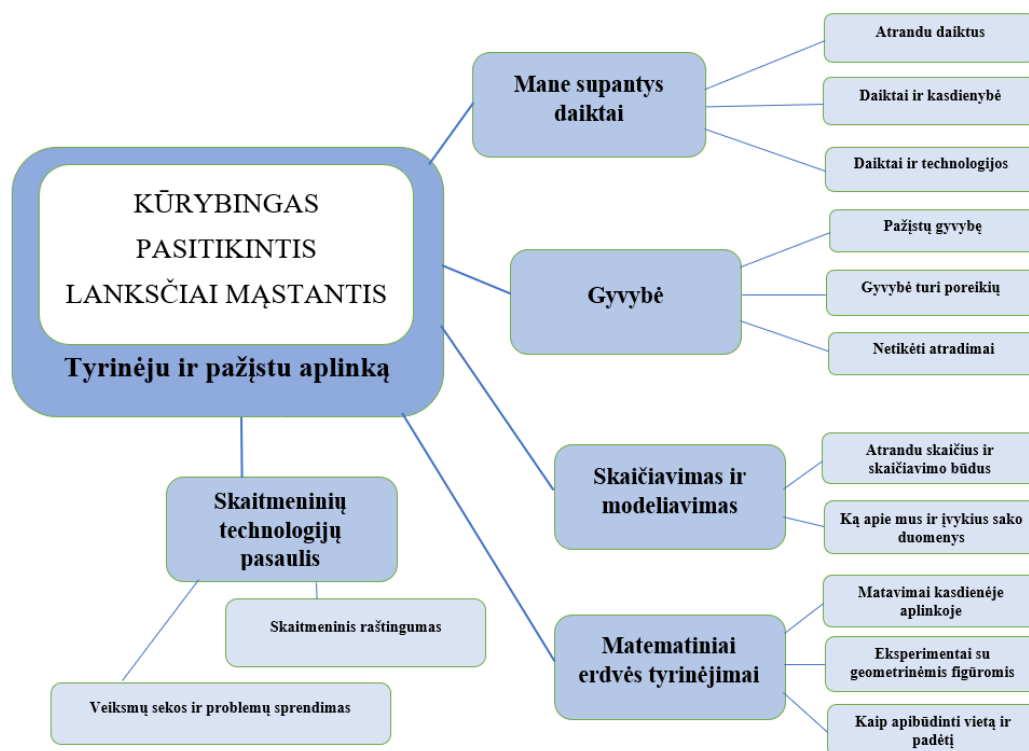 KŪRYBINGAS
PASITIKINTIS
LANKSČIAI MĄSTANTIS
Tyrinėju ir pažįstu aplinką
Mane supantys
daiktai
Atrandu daiktus
Daiktai ir kasdienybė
Daiktai ir technologijos
Gyvybė
Pažįstų gyvybę
Gyvybė turi poreikių
Netikėti atradimai
Skaičiavimas ir
modeliavimas
Atrandu skaičius ir
skaičiavimo būdus
Ką apie mus ir įvykius sako
duomenys
Matematiniai
erdvės tyrinėjimai
Matavimai kasdienėje
aplinkoje
Eksperimentai su
geometrinėmis figūromis
Kaip apibūdinti vietą ir
padėtį
Skaitmeninių
technologijų
pasaulis
Skaitmeninis raštingumas
Veiksmų sekos ir problemų sprendimas